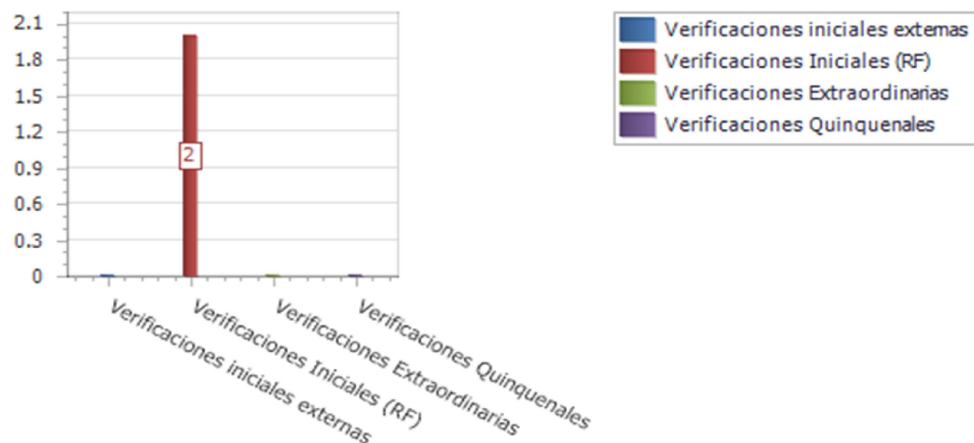 2.1
1.8
1.5
1.2
0.9
0.6
0.3
0
2
Verificaciones iniciales externas
Verificaciones Iniciales (RF)
Verificaciones Extraordinarias
Verificaciones Quinquenales
Verificaciones iniciales externas
Verificaciones Iniciales (RF)
Verificaciones Extraordinarias
Verificaciones Quinquenales